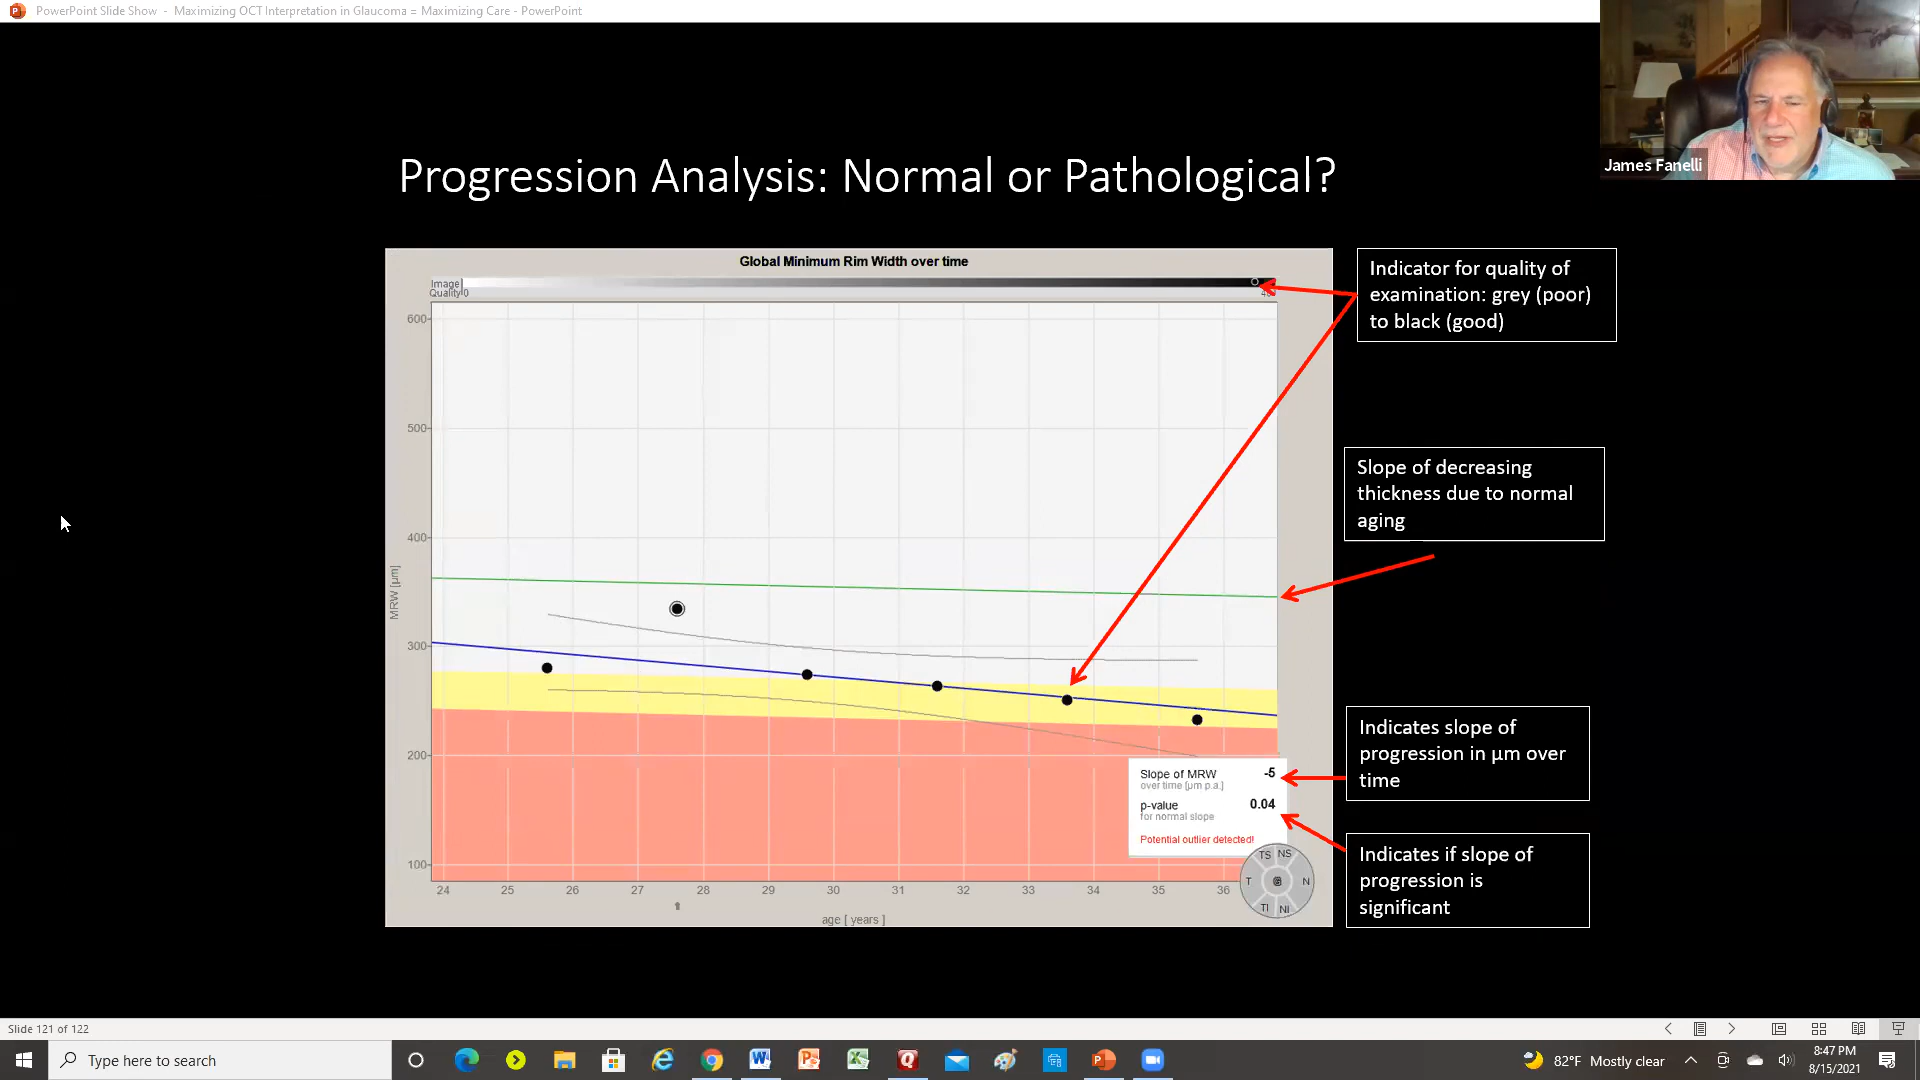 PowerPoint Slide Show - Maximizing OCT Interpretation in Glaucoma = Maximizing Care - PowerPoint
James Fanelli
Progression Analysis: Normal or Pathological?
Global Minimum Rim Width over time
Image
Quality 0
Indicator for quality of
examination: grey (poor)
to black (good)
600
500
400
300
200
100
MRW [µm]
Slope of decreasing
thickness due to normal
aging
Indicates slope of
progression in µm over
time
Slope of MRW -5
over time [µm p.a.]
p-value 0.04
for normal slope
Potential outlier detected!
Indicates if slope of
progression is
significant
TS NS
T G N
TI NI
24 25 26 27 28 29 30 31 32 33 34 35 36
age [ years ]
Slide 121 of 122
Type here to search
82°F Mostly clear
8:47 PM
8/15/2021